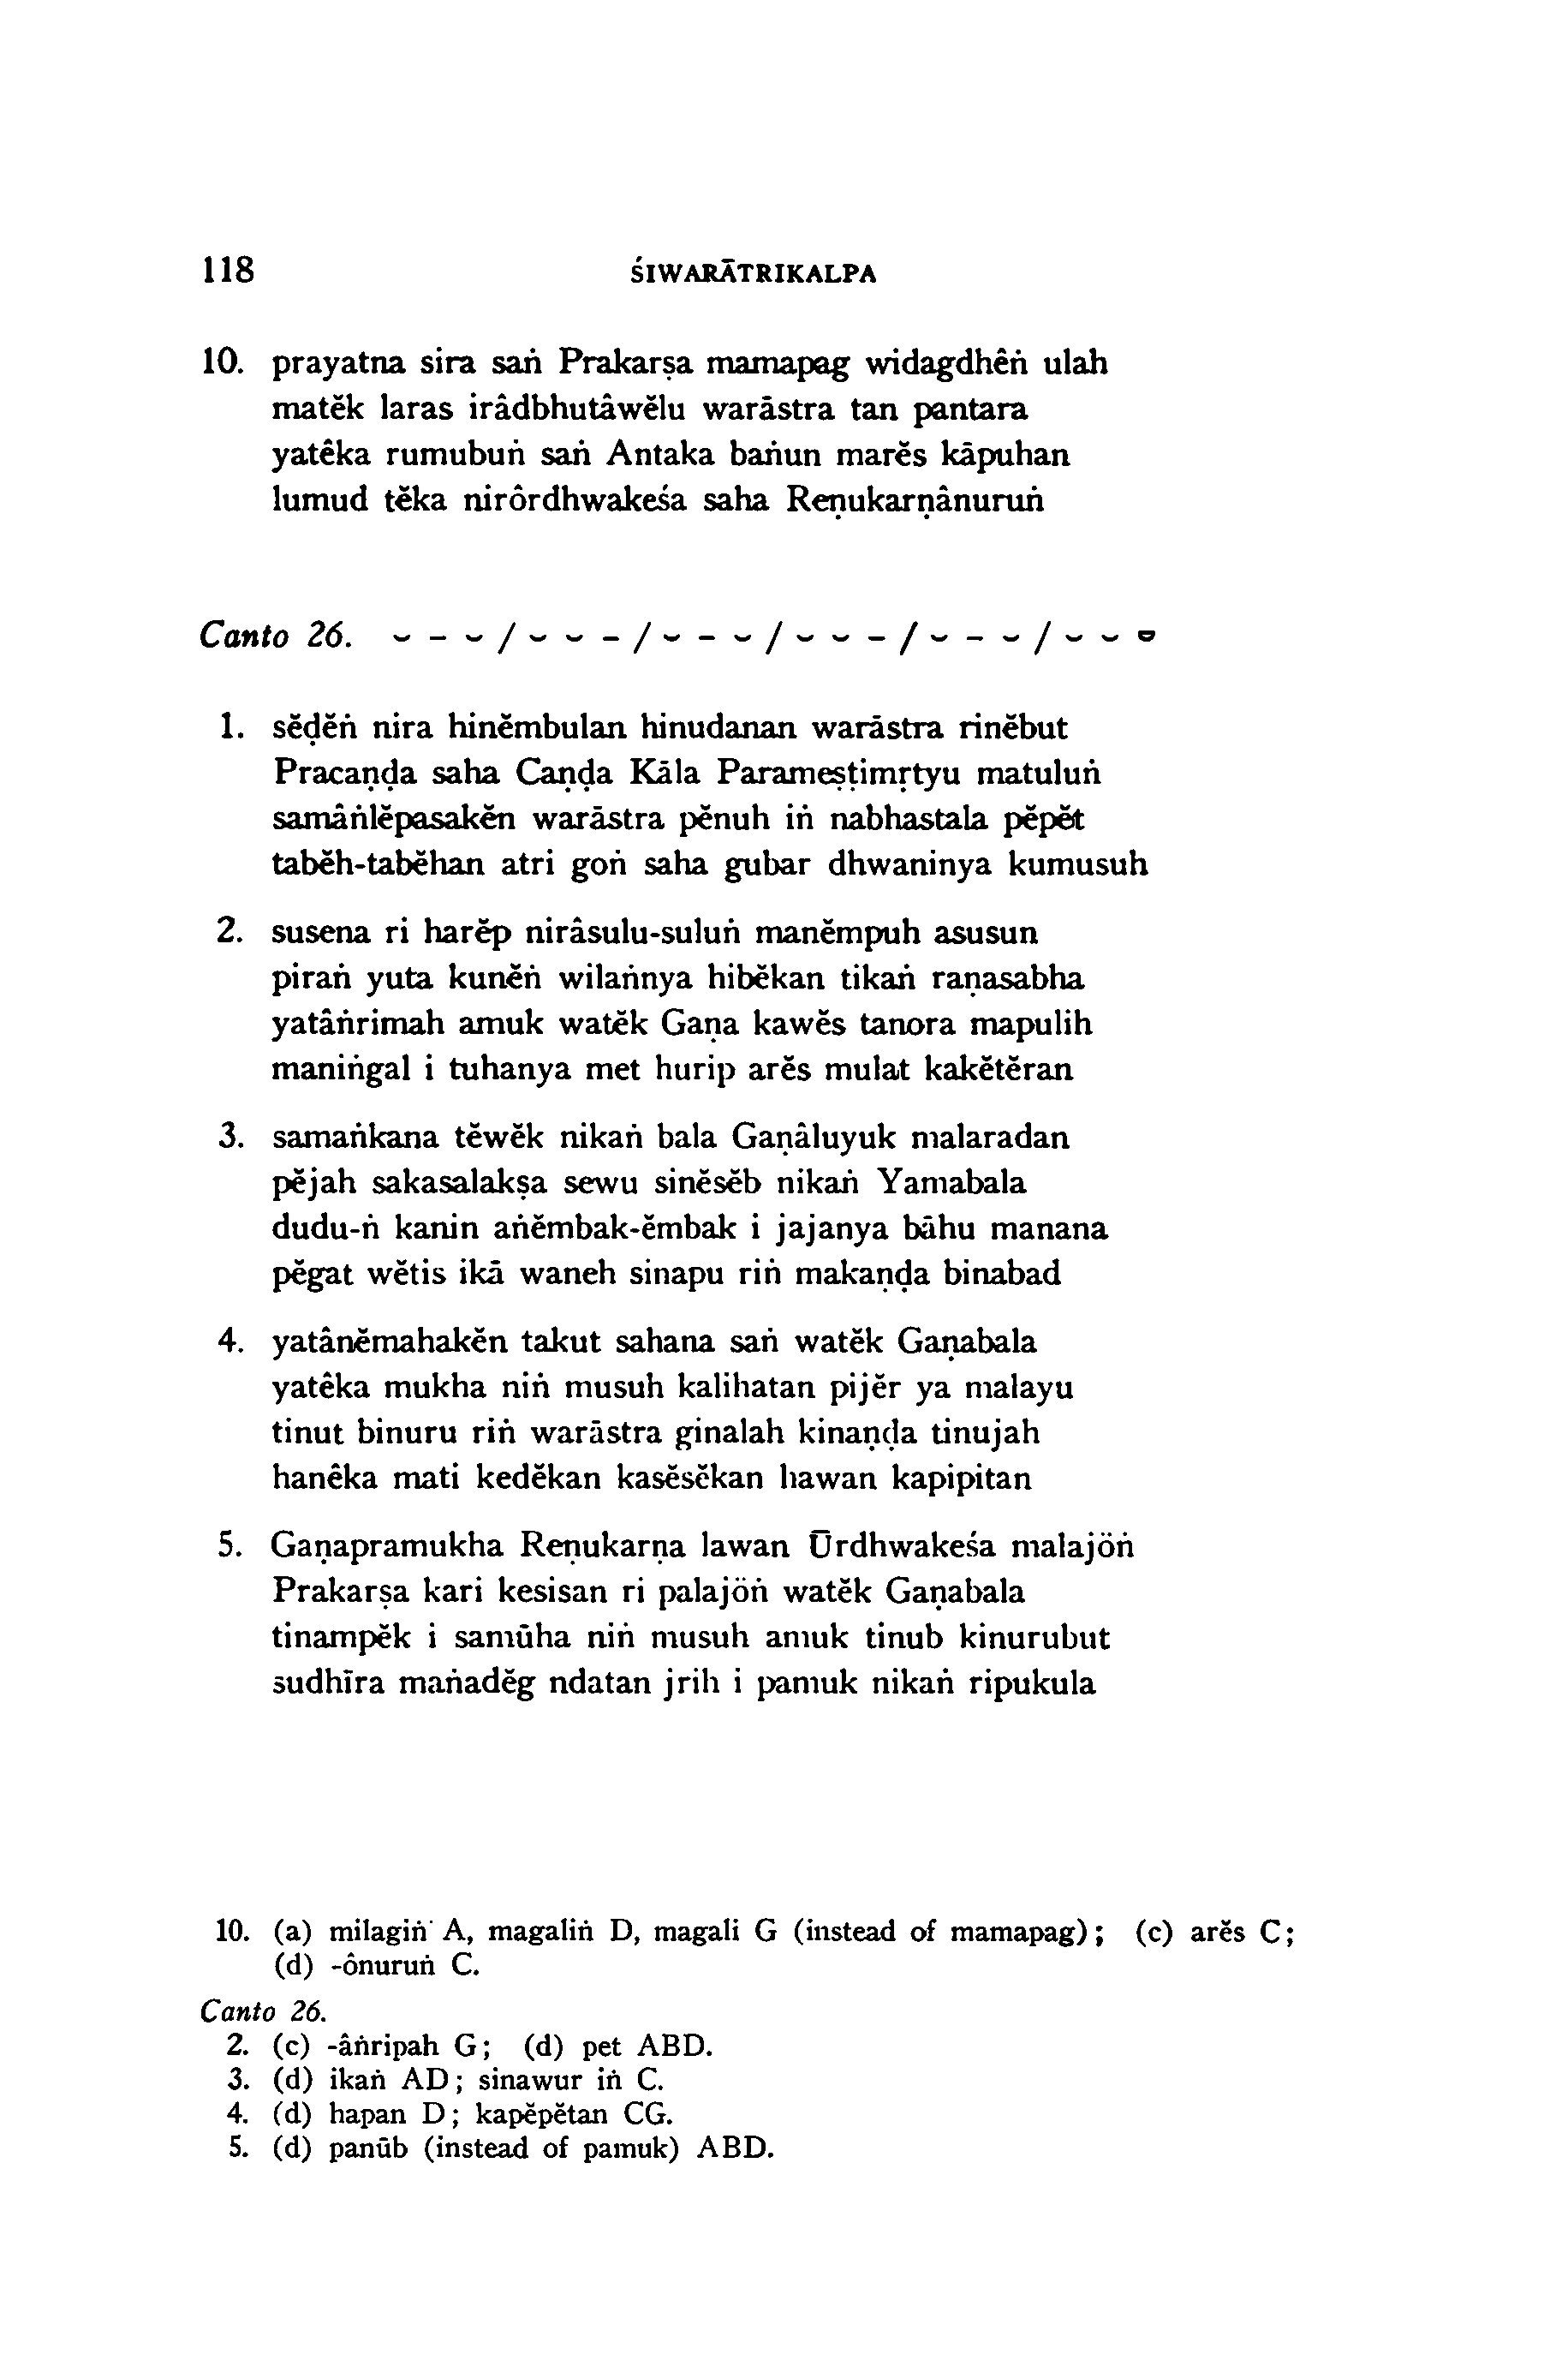 118 ŚIWARĀTRIKALPA
10. prayatna sira saṅ Prakarṣa mamapag widagdhêṅ ulah
matĕk laras irâdbhutâwĕlu warāstra tan pantara
yatêka rumubuṅ saṅ Antaka baṅun marĕs kāpuhan
lumud tĕka nirôrdhwakeśa saha Reṇukarṇânuruṅ
Canto 26. ⏑ – ⏑ / ⏑ ⏑ – / ⏑ – ⏑ / ⏑ ⏑ – / ⏑ – ⏑ / ⏑ ⏑ ⏓
1. sĕḍĕṅ nira hinĕmbulan hinudanan warāstra rinĕbut
Pracaṇḍa saha Caṇḍa Kāla Parameṣṭimṛtyu matuluṅ
samâṅlĕpasakĕn warāstra pĕnuh iṅ nabhastala pĕpĕt
tabĕh-tabĕhan atri goṅ saha gubar dhwaninya kumusuh
2. susena ri harĕp nirâsulu-suluṅ manĕmpuh asusun
piraṅ yuta kunĕṅ wilaṅnya hibĕkan tikaṅ raṇasabha
yatâṅrimah amuk watĕk Gaṇa kawĕs tanora mapulih
maniṅgal i tuhanya met hurip arĕs mulat kakĕtĕran
3. samaṅkana tĕwĕk nikaṅ bala Gaṇâluyuk malaradan
pĕjah sakasalakṣa sewu sinĕsĕb nikaṅ Yamabala
dudu-ṅ kanin aṅĕmbak-ĕmbak i jajanya bāhu manana
pĕgat wĕtis ikā waneh sinapu riṅ makaṇḍa binabad
4. yatânĕmahakĕn takut sahana saṅ watĕk Gaṇabala
yatêka mukha niṅ musuh kalihatan pijĕr ya malayu
tinut binuru riṅ warāstra ginalah kinaṇḍa tinujah
hanêka mati kedĕkan kasĕsĕkan hawan kapipitan
5. Gaṇapramukha Reṇukarṇa lawan Ūrdhwakeśa malajöṅ
Prakarṣa kari kesisan ri palajöṅ watĕk Gaṇabala
tinampĕk i samūha niṅ musuh amuk tinub kinurubut
sudhīra maṅadĕg ndatan jrih i pamuk nikaṅ ripukula
10. (a) milagiṅ A, magaliṅ D, magali G (instead of mamapag); (c) arĕs C;
(d) -ônuruṅ C.
Canto 26.
2. (c) -âṅripah G; (d) pet ABD.
3. (d) ikaṅ AD; sinawur iṅ C.
4. (d) hapan D; kapĕpĕtan CG.
5. (d) panūb (instead of pamuk) ABD.